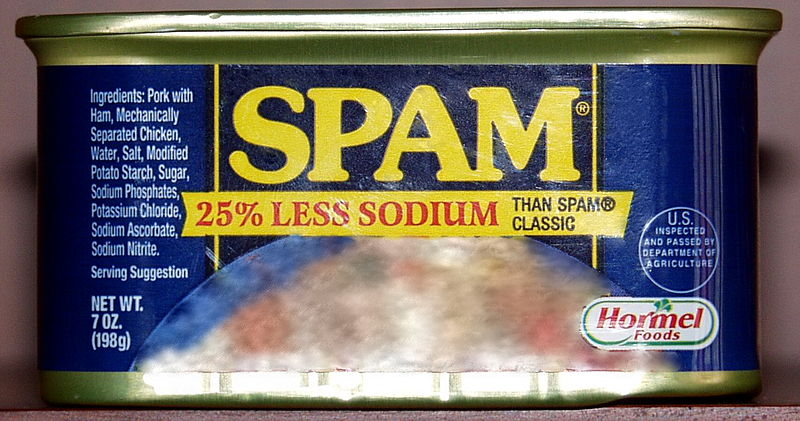 Ingredients: Pork with
Ham, Mechanically
Separated Chicken,
Water, Salt, Modified
Potato Starch, Sugar,
Sodium Phosphates,
Potassium Chloride,
Sodium Ascorbate,
Sodium Nitrite.
Serving Suggestion
NET WT.
7 OZ.
(198g)
SPAM®
25% LESS SODIUM
THAN SPAM®
CLASSIC
U.S.
INSPECTED
AND PASSED BY
DEPARTMENT OF
AGRICULTURE
Hormel
Foods